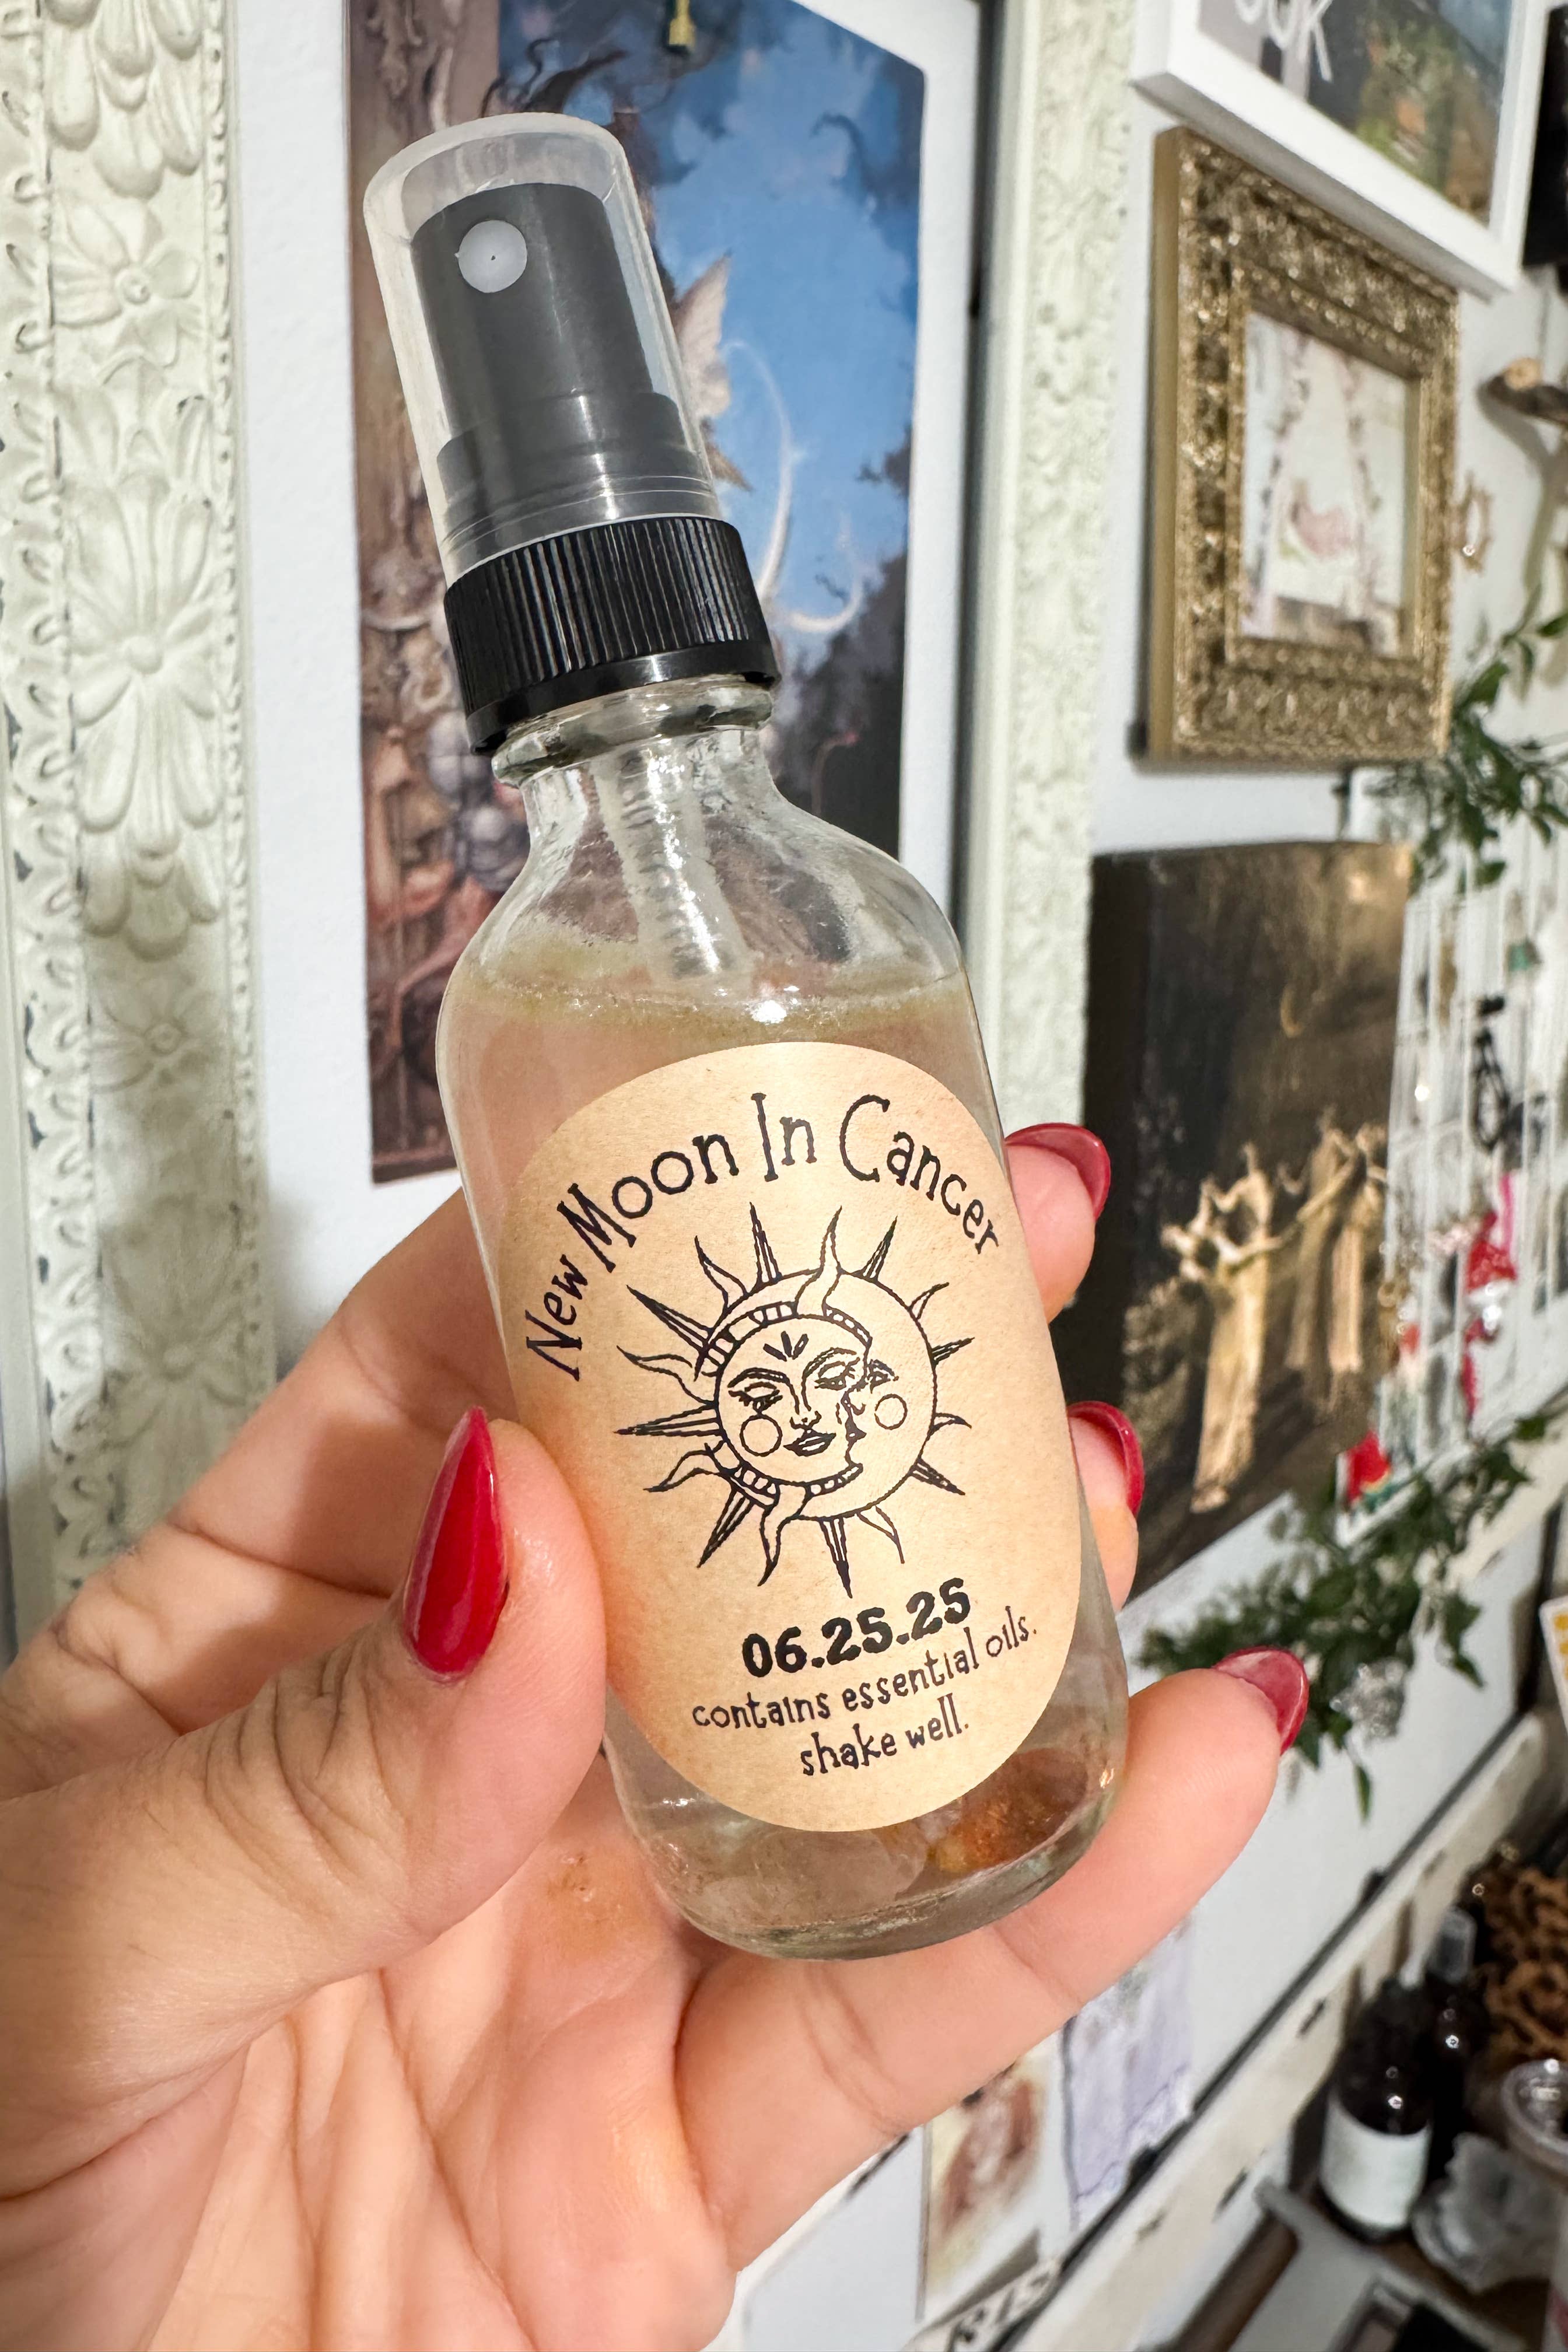 New Moon In Cancer
06.25.25
contains essential oils.
shake well.